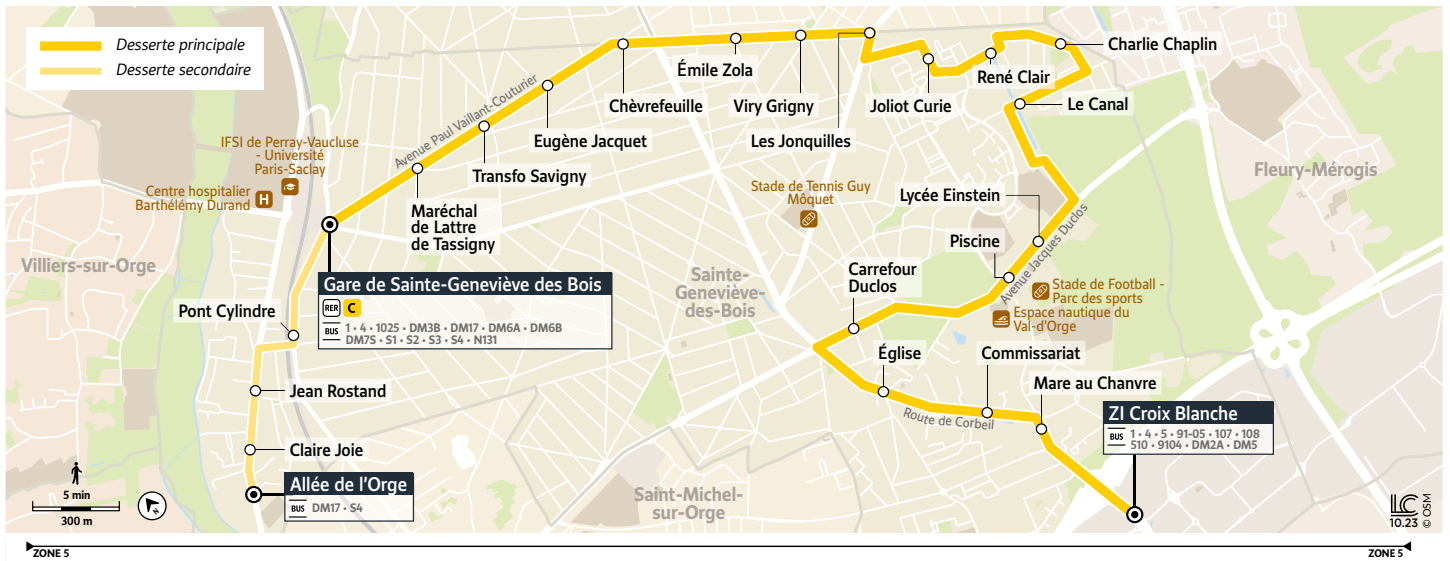 Desserte principale
Desserte secondaire
Charlie Chaplin
Émile Zola
René Clair
Chèvrefeuille
Viry Grigny
Joliot Curie
Le Canal
Avenue Paul Vaillant-Couturier
Eugène Jacquet
Les Jonquilles
IFSI de Perray-Vaucluse
- Université
Paris-Saclay
Transfo Savigny
Fleury-Mérogis
Centre hospitalier
Barthélémy Durand
H
Stade de Tennis Guy
Môquet
Lycée Einstein
Maréchal
de Lattre
de Tassigny
Piscine
Avenue Jacques Duclos
Villiers-sur-Orge
Sainte-
Geneviève-
des-Bois
Carrefour
Duclos
Gare de Sainte-Geneviève des Bois
RER C
BUS 1 • 4 • 1025 • DM3B • DM17 • DM6A • DM6B
DM7S • S1 • S2 • S3 • S4 • N131
Stade de Football -
Parc des sports
Espace nautique du
Val-d'Orge
Pont Cylindre
Église
Commissariat
Mare au Chanvre
Jean Rostand
Route de Corbeil
ZI Croix Blanche
BUS 1 • 4 • 5 • 91-05 • 107 • 108
510 • 9104 • DM2A • DM5
Claire Joie
Allée de l'Orge
BUS DM17 • S4
Saint-Michel-
sur-Orge
5 min
300 m
N
LC
10.23
© OSM
ZONE 5
ZONE 5